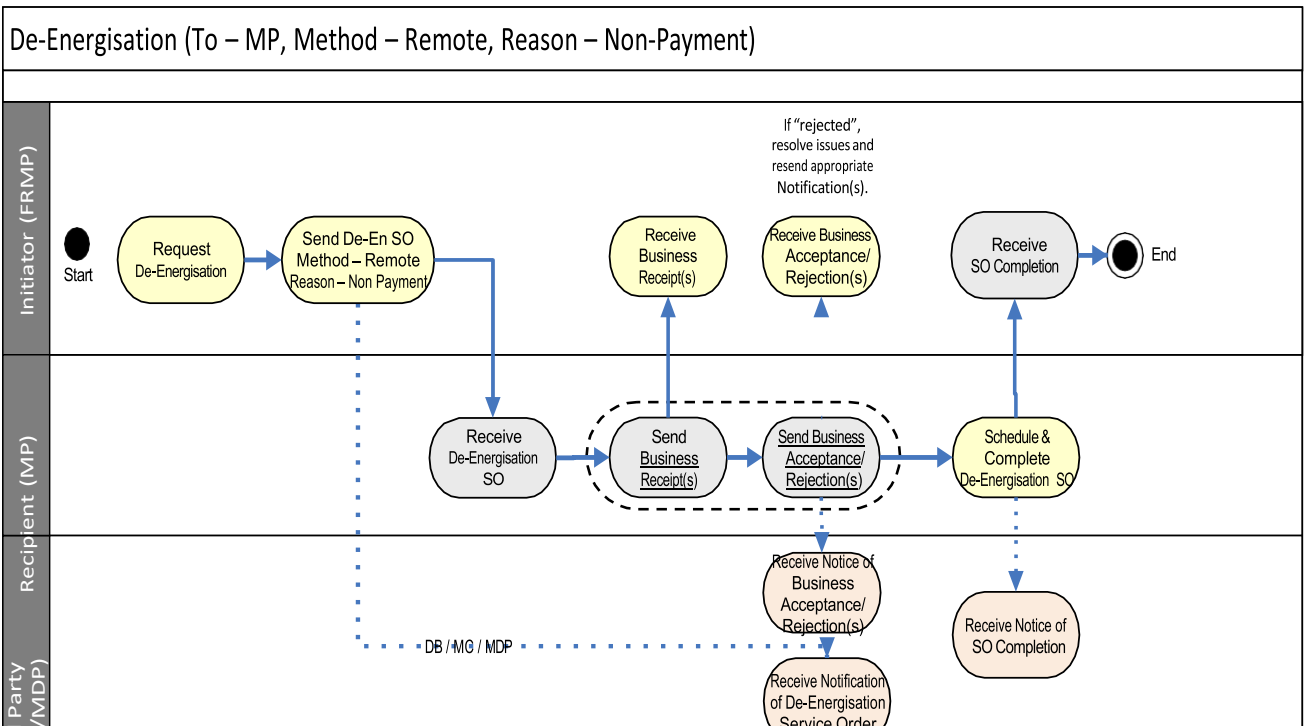 De-Energisation (To – MP, Method – Remote, Reason – Non-Payment)
Initiator (FRMP)
Start
Request
De-Energisation
Send De-En SO
Method – Remote
Reason – Non Payment
Receive
Business
Receipt(s)
If “rejected”,
resolve issues and
resend appropriate
Notification(s).
Receive Business
Acceptance/
Rejection(s)
Receive
SO Completion
End
Recipient (MP)
Receive
De-Energisation
SO
Send
Business
Receipt(s)
Send Business
Acceptance/
Rejection(s)
Schedule &
Complete
De-Energisation SO
Party
/MDP)
Receive Notice of
Business
Acceptance/
Rejection(s)
DB / MC / MDP
Receive Notification
of De-Energisation
Service Order
Receive Notice of
SO Completion